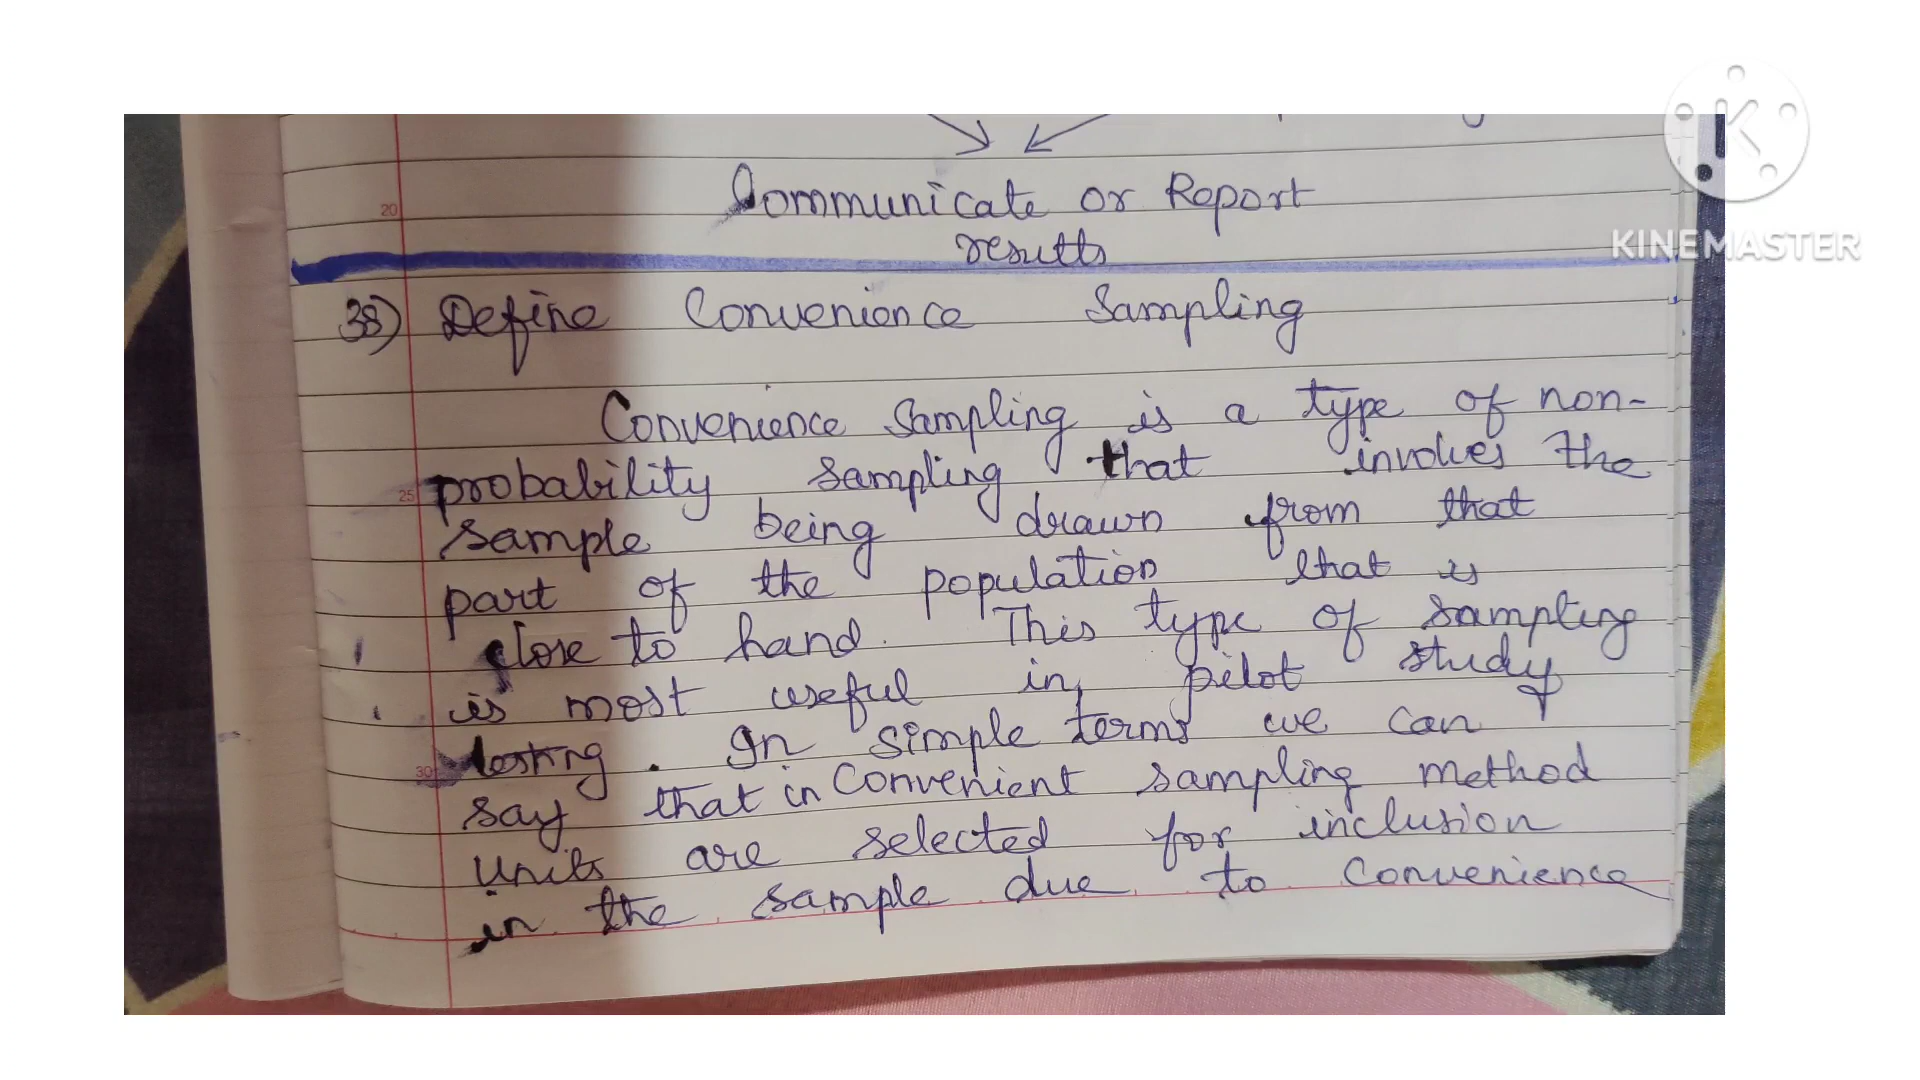 Communicate or Report
results
KINEMASTER
38) Define Convenience Sampling
Convenience Sampling is a type of non-
probability sampling that involves the
sample being drawn from that
part of the population that is
close to hand. This type of sampling
is most useful in pilot study
testing. In simple terms we can
say that in Convenient sampling method
units are selected for inclusion
in the sample due to Convenience
20
25
30